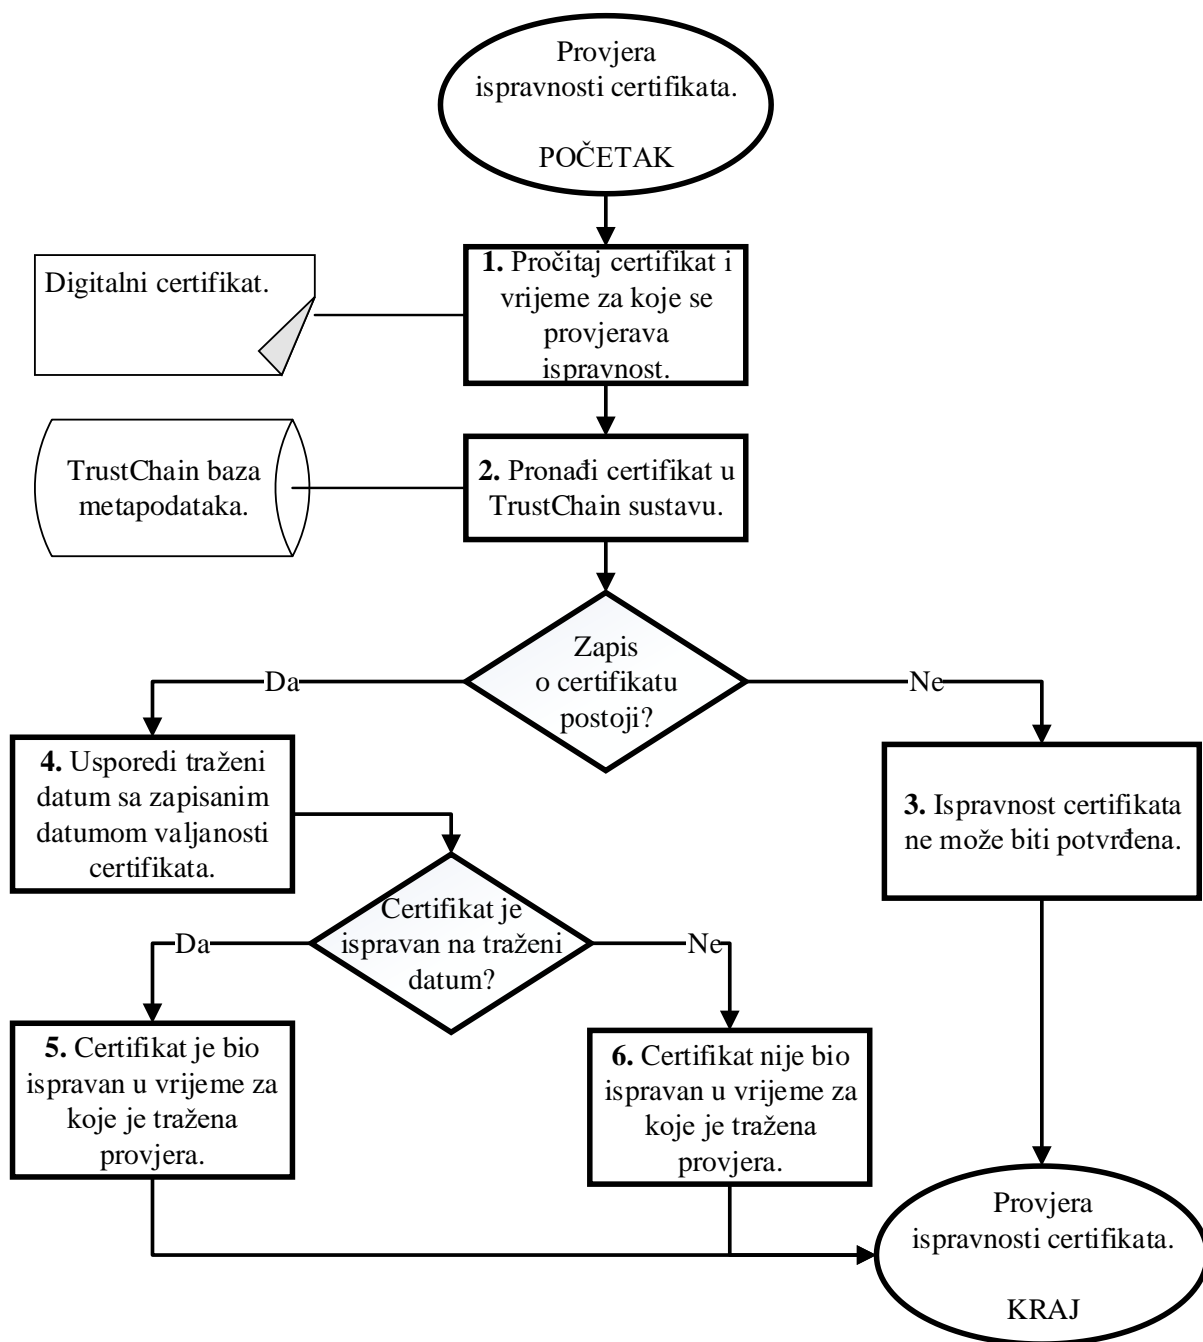 Provjera
ispravnosti certifikata.
POČETAK
Digitalni certifikat.
1. Pročitaj certifikat i
vrijeme za koje se
provjerava
ispravnost.
TrustChain baza
metapodataka.
2. Pronađi certifikat u
TrustChain sustavu.
Zapis
o certifikatu
postoji?
Da
Ne
4. Usporedi traženi
datum sa zapisanim
datumom valjanosti
certifikata.
3. Ispravnost certifikata
ne može biti potvrđena.
Certifikat je
ispravan na traženi
datum?
Da
Ne
5. Certifikat je bio
ispravan u vrijeme za
koje je tražena
provjera.
6. Certifikat nije bio
ispravan u vrijeme za
koje je tražena
provjera.
Provjera
ispravnosti certifikata.
KRAJ